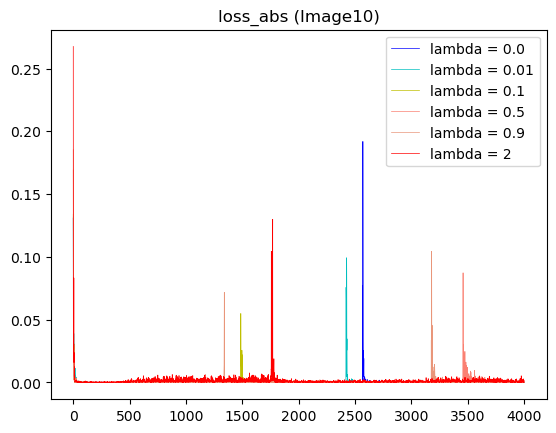 loss_abs (Image10)
lambda = 0.0
lambda = 0.01
lambda = 0.1
lambda = 0.5
lambda = 0.9
lambda = 2
0.25
0.20
0.15
0.10
0.05
0.00
0 500 1000 1500 2000 2500 3000 3500 4000